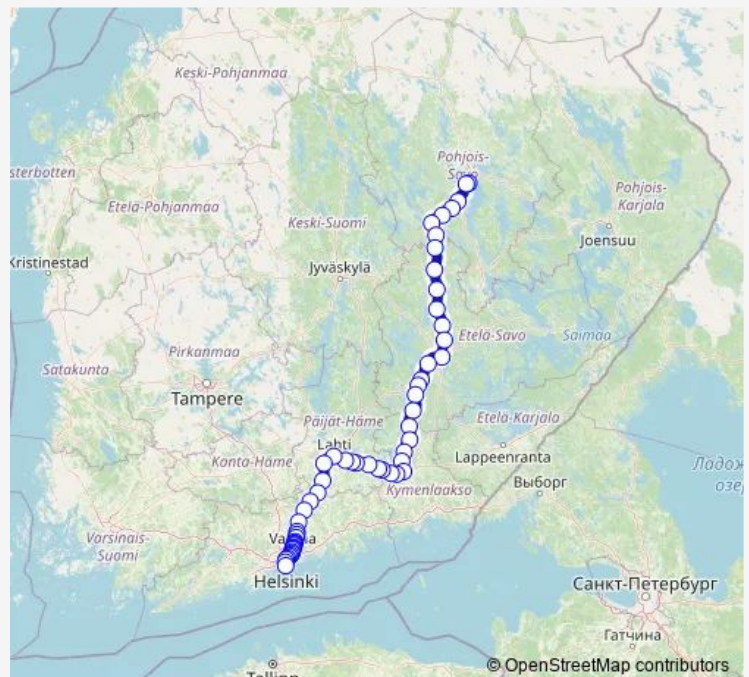 Keski-Pohjanmaa
sterbotten
Pohjois-
Savo
Etelä-Pohjanmaa
Pohjois-
Karjala
Keski-Suomi
Joensuu
Kristinestad
Jyväskylä
Etelä-Savo
Saimaa
Pirkanmaa
Satakunta
Tampere
Päijät-Häme
Etelä-Karjala
Lahti
Kanta-Häme
Lappeenranta
Ладож
озе
Kymenlaakso
Выборг
Varsinais-
Suomi
Helsinki
Санкт-Петербург
Гатчина
Tallinn
© OpenStreetMap contributors